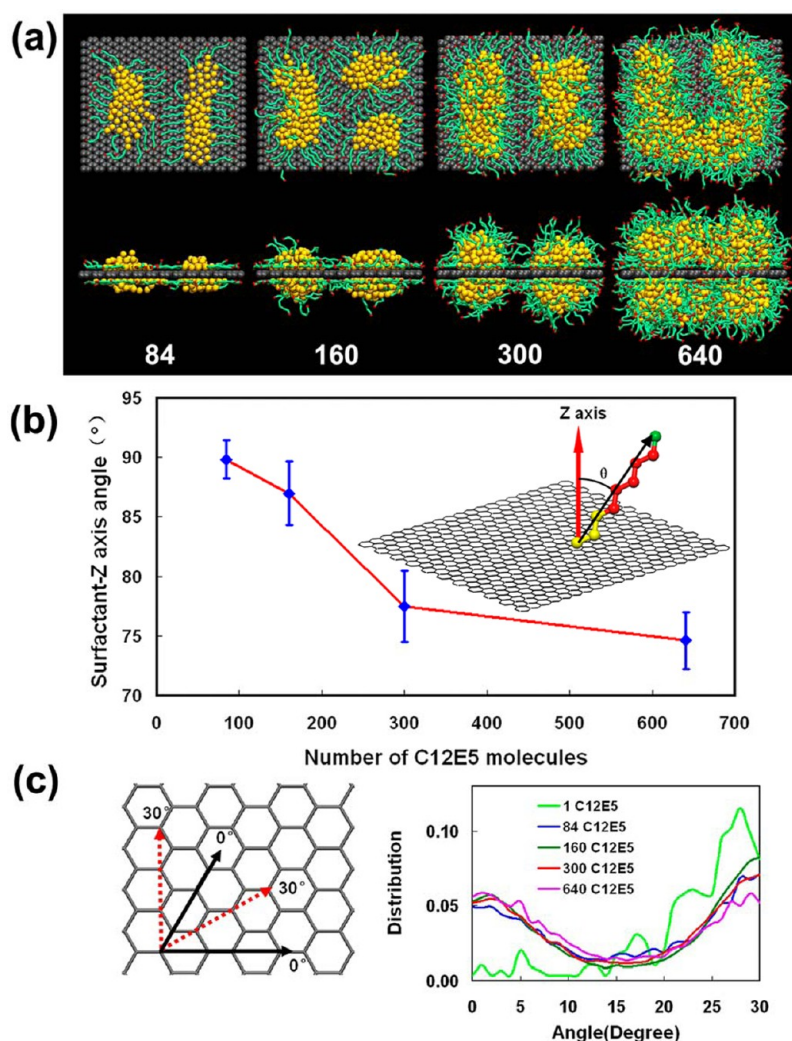 (a)
84 160 300 640
(b)
95
90
85
80
75
70
Surfactant-Z axis angle (°)
0 100 200 300 400 500 600 700
Number of C12E5 molecules
Z axis
θ
(c)
30°
0°
30°
0°
0.10
0.05
0.00
Distribution
1 C12E5
84 C12E5
160 C12E5
300 C12E5
640 C12E5
0 5 10 15 20 25 30
Angle(Degree)